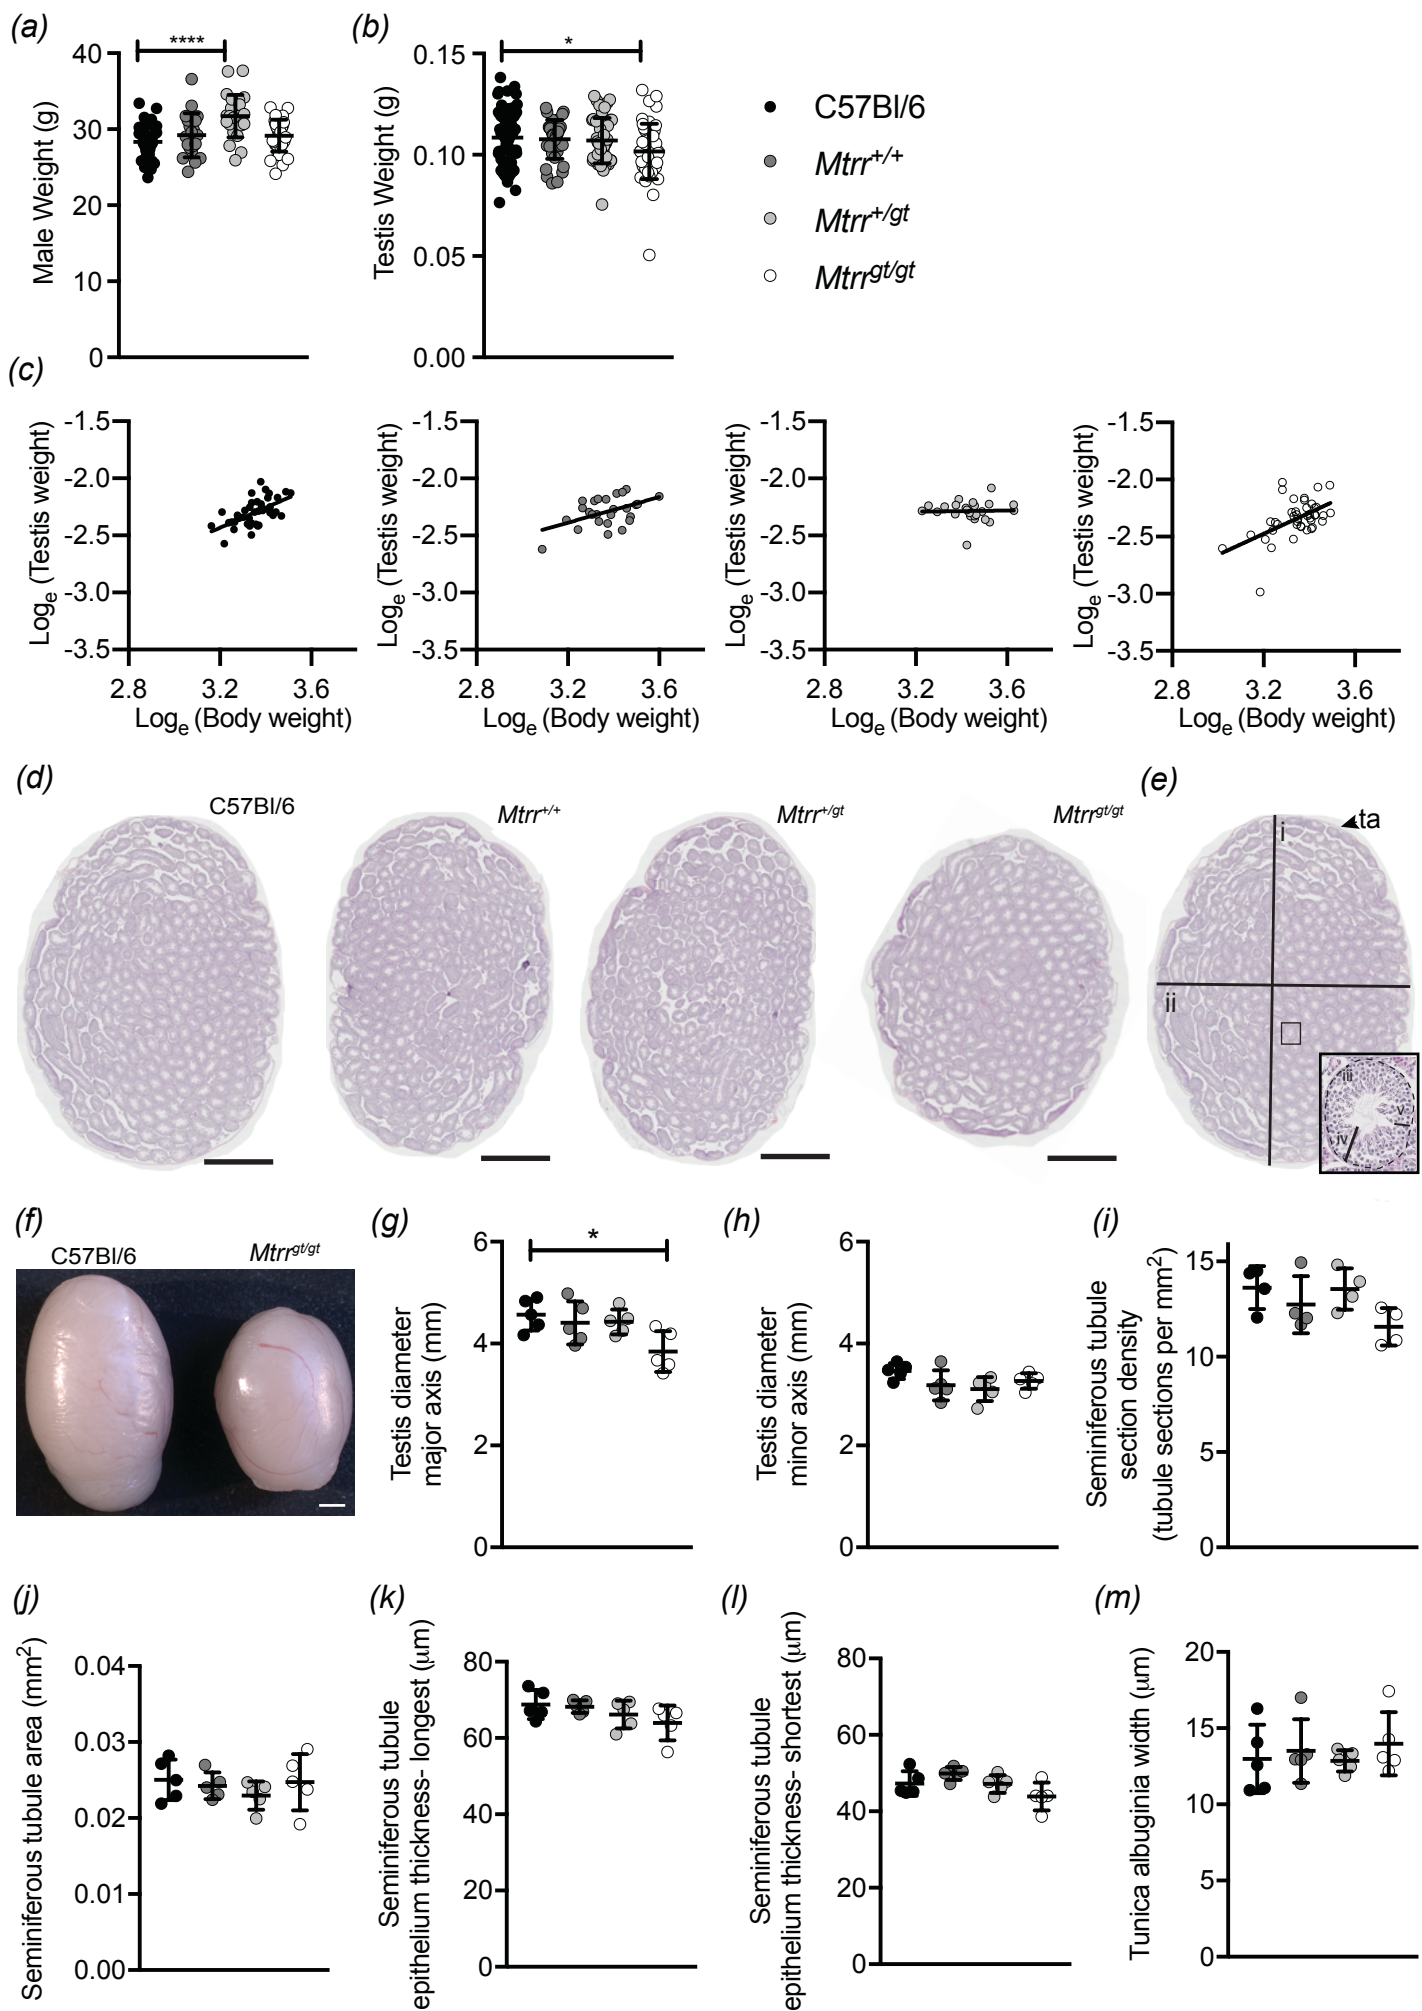 (a)
Male Weight (g)
40
30
20
10
0
****
(b)
Testis Weight (g)
0.15
0.10
0.05
0.00
*
C57Bl/6
Mtrr+/+
Mtrr+/gt
Mtrrgt/gt
(c)
Loge (Testis weight)
-1.5
-2.0
-2.5
-3.0
-3.5
2.8 3.2 3.6
Loge (Body weight)
Loge (Testis weight)
-1.5
-2.0
-2.5
-3.0
-3.5
2.8 3.2 3.6
Loge (Body weight)
Loge (Testis weight)
-1.5
-2.0
-2.5
-3.0
-3.5
2.8 3.2 3.6
Loge (Body weight)
Loge (Testis weight)
-1.5
-2.0
-2.5
-3.0
-3.5
2.8 3.2 3.6
Loge (Body weight)
(d)
C57Bl/6
Mtrr+/+
Mtrr+/gt
Mtrrgt/gt
(e)
ta
i
ii
iii
iv
v
(f)
C57Bl/6
Mtrrgt/gt
(g)
Testis diameter
major axis (mm)
6
4
2
0
*
(h)
Testis diameter
minor axis (mm)
6
4
2
0
(i)
Seminiferous tubule
section density
(tubule sections per mm2)
15
10
5
0
(j)
Seminiferous tubule area (mm2)
0.04
0.03
0.02
0.01
0.00
(k)
Seminiferous tubule
epithelium thickness- longest (μm)
80
60
40
20
0
(l)
Seminiferous tubule
epithelium thickness- shortest (μm)
80
60
40
20
0
(m)
Tunica albuginia width (μm)
20
15
10
5
0